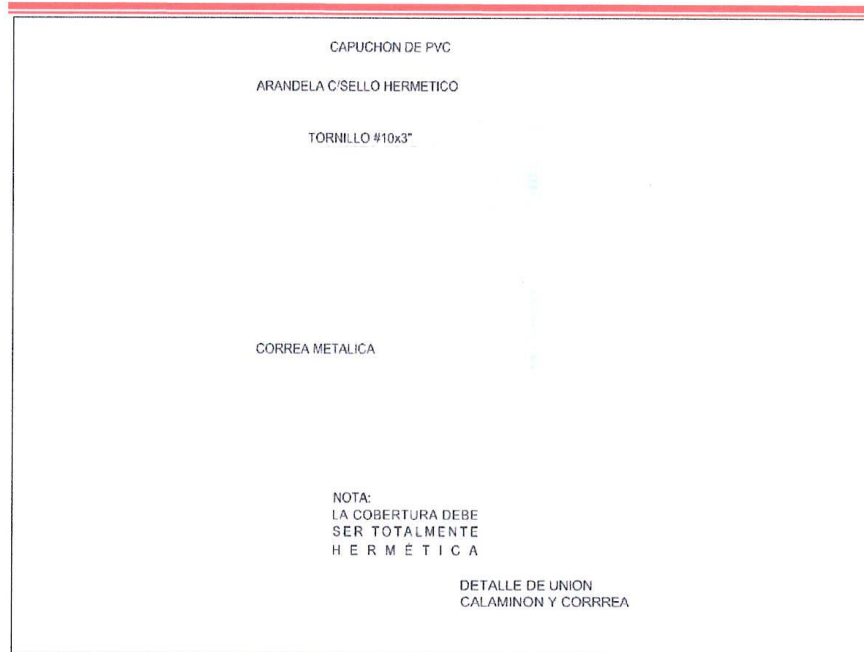 CAPUCHON DE PVC
ARANDELA C/SELLO HERMETICO
TORNILLO #10x3"
CORREA METALICA
NOTA:
LA COBERTURA DEBE
SER TOTALMENTE
HERMÉTICA
DETALLE DE UNION
CALAMINON Y CORRREA